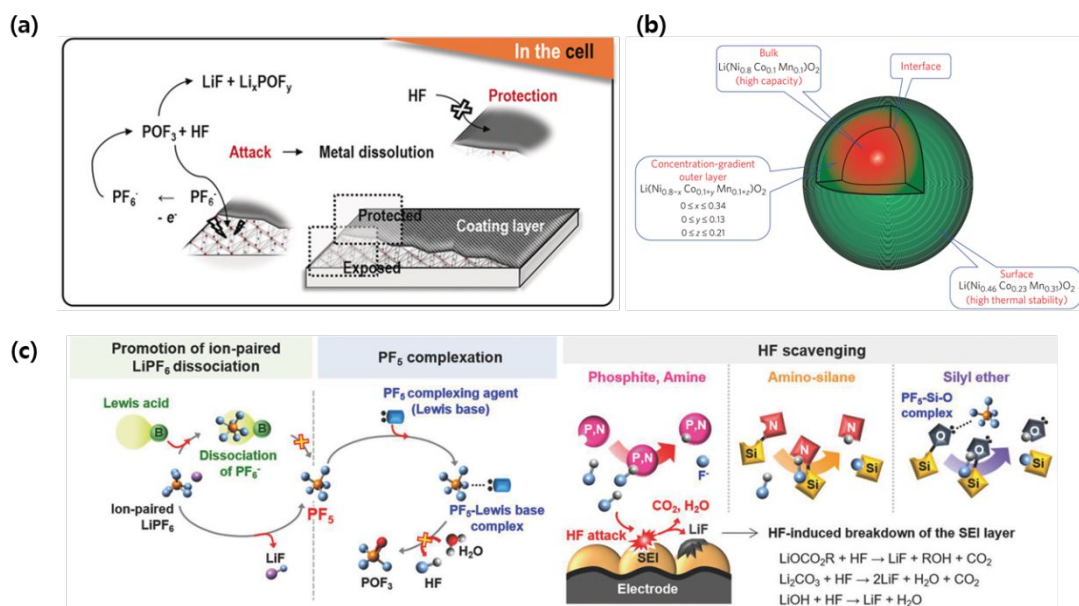 (a)
In the cell
LiF + LiₓPOFᵧ
HF
Protection
POF₃ + HF
Attack → Metal dissolution
PF₆· ← PF₆⁻
- e⁻
Protected
Coating layer
Exposed
(b)
Bulk
Li(Ni₀.₈ Co₀.₁ Mn₀.₁)O₂
(high capacity)
Interface
Concentration-gradient
outer layer
Li(Ni₀.₈₋ₓ Co₀.₁₊ᵧ Mn₀.₁₊z)O₂
0 ≤ x ≤ 0.34
0 ≤ y ≤ 0.13
0 ≤ z ≤ 0.21
Surface
Li(Ni₀.₄₆ Co₀.₂₃ Mn₀.₃₁)O₂
(high thermal stability)
(c)
Promotion of ion-paired
LiPF₆ dissociation
Lewis acid
B
B
Dissociation
of PF₆⁻
Ion-paired
LiPF₆
LiF
PF₅
PF₅ complexation
PF₅ complexing agent
(Lewis base)
PF₅-Lewis base
complex
H₂O
HF
POF₃
HF scavenging
Phosphite, Amine
P,N
P,N
P,N
F⁻
Amino-silane
N
N
N
Si
Si
Si
Silyl ether
PF₅-Si-O
complex
O
O
O
Si
Si
Si
CO₂, H₂O
HF attack
LiF
SEI
Electrode
HF-induced breakdown of the SEI layer
LiOCO₂R + HF → LiF + ROH + CO₂
Li₂CO₃ + HF → 2LiF + H₂O + CO₂
LiOH + HF → LiF + H₂O